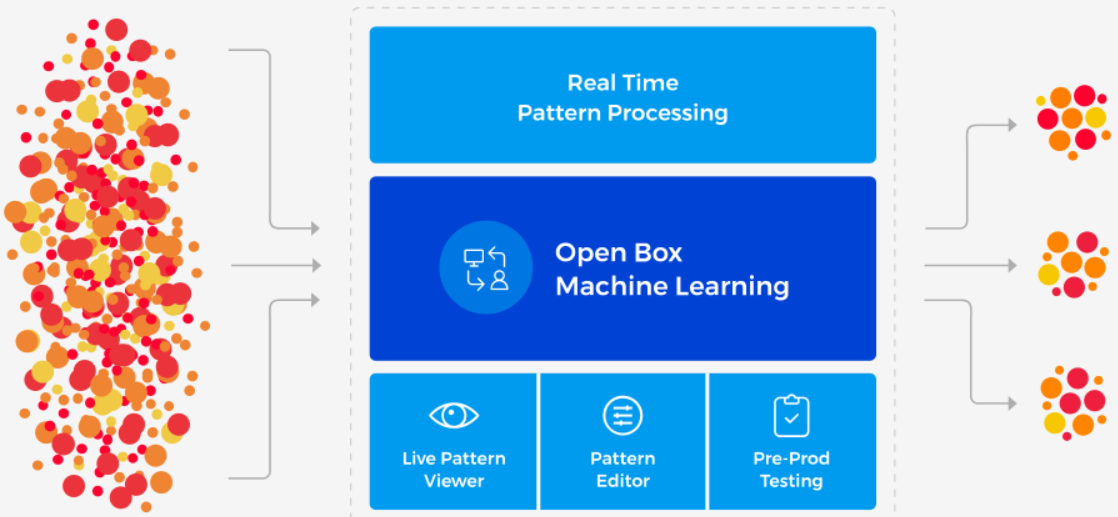 Real Time
Pattern Processing
Open Box
Machine Learning
Live Pattern
Viewer
Pattern
Editor
Pre-Prod
Testing